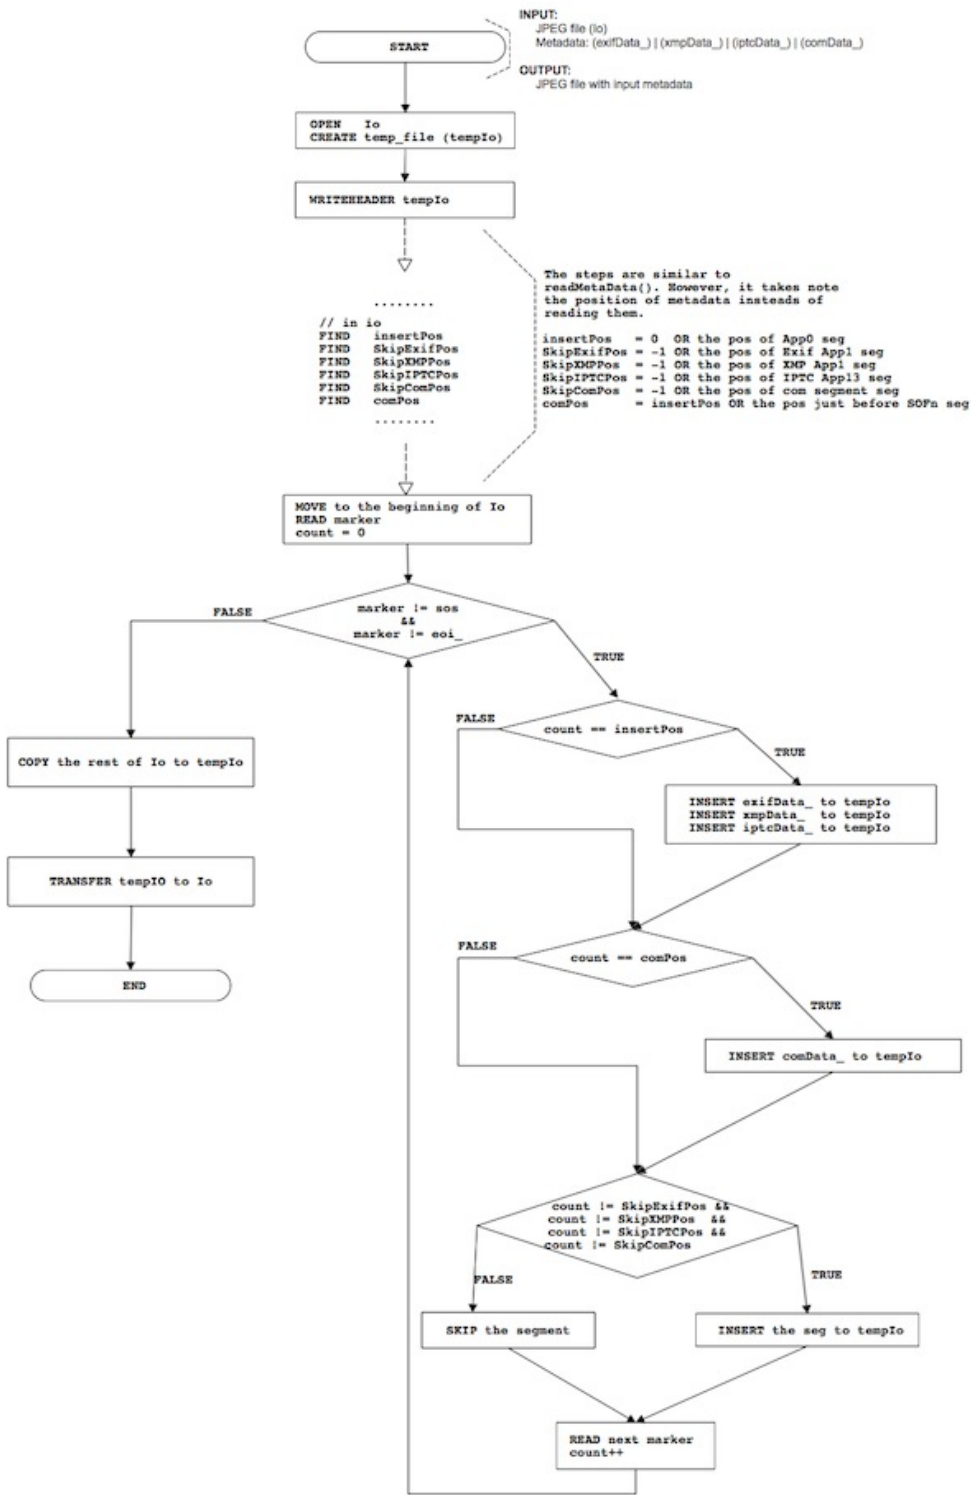 INPUT:
JPEG file (Io)
Metadata: (exifData_) | (xmpData_) | (iptcData_) | (comData_)
START
OUTPUT:
JPEG file with input metadata
OPEN Io
CREATE temp_file (tempIo)
WRITEHEADER tempIo
The steps are similar to
readMetaData(). However, it takes note
the position of metadata insteads of
reading them.
insertPos = 0 OR the pos of App0 seg
SkipExifPos = -1 OR the pos of Exif App1 seg
SkipXMPPos = -1 OR the pos of XMP App1 seg
SkipIPTCPos = -1 OR the pos of IPTC App13 seg
SkipComPos = -1 OR the pos of com segment seg
comPos = insertPos OR the pos just before SOFn seg
........
// in io
FIND insertPos
FIND SkipExifPos
FIND SkipXMPPos
FIND SkipIPTCPos
FIND SkipComPos
FIND comPos
........
MOVE to the beginning of Io
READ marker
count = 0
marker != sos
&&
marker != eoi_
FALSE
TRUE
count == insertPos
FALSE
TRUE
COPY the rest of Io to tempIo
INSERT exifData_ to tempIo
INSERT xmpData_ to tempIo
INSERT iptcData_ to tempIo
TRANSFER tempIO to Io
END
count == comPos
FALSE
TRUE
INSERT comData_ to tempIo
count != SkipExifPos &&
count != SkipXMPPos &&
count != SkipIPTCPos &&
count != SkipComPos
FALSE
TRUE
SKIP the segment
INSERT the seg to tempIo
READ next marker
count++